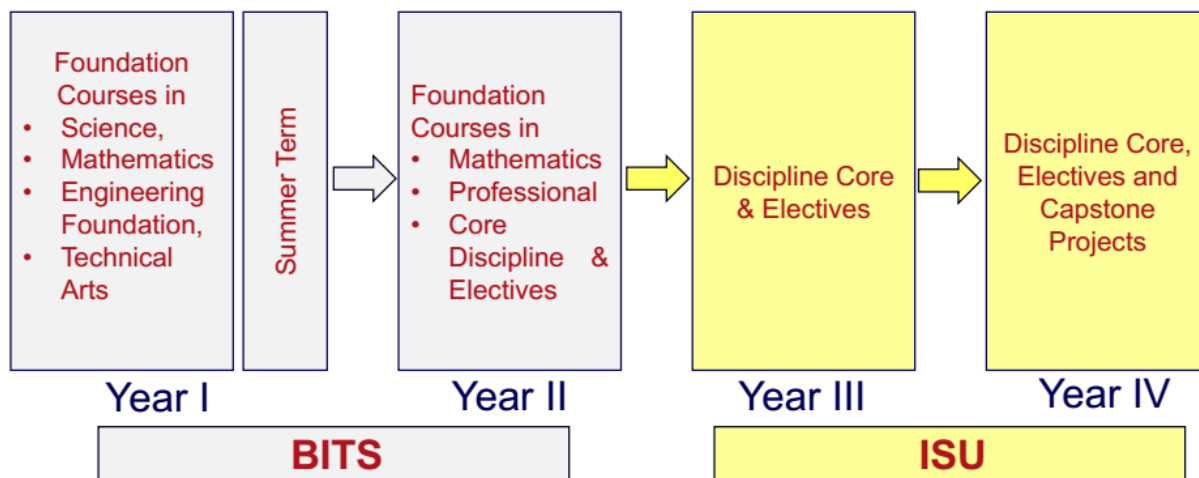 Foundation
Courses in
• Science,
• Mathematics
• Engineering
Foundation,
• Technical
Arts
Summer Term
Foundation
Courses in
• Mathematics
• Professional
• Core
Discipline &
Electives
Discipline Core
& Electives
Discipline Core,
Electives and
Capstone
Projects
Year I
Year II
Year III
Year IV
BITS
ISU